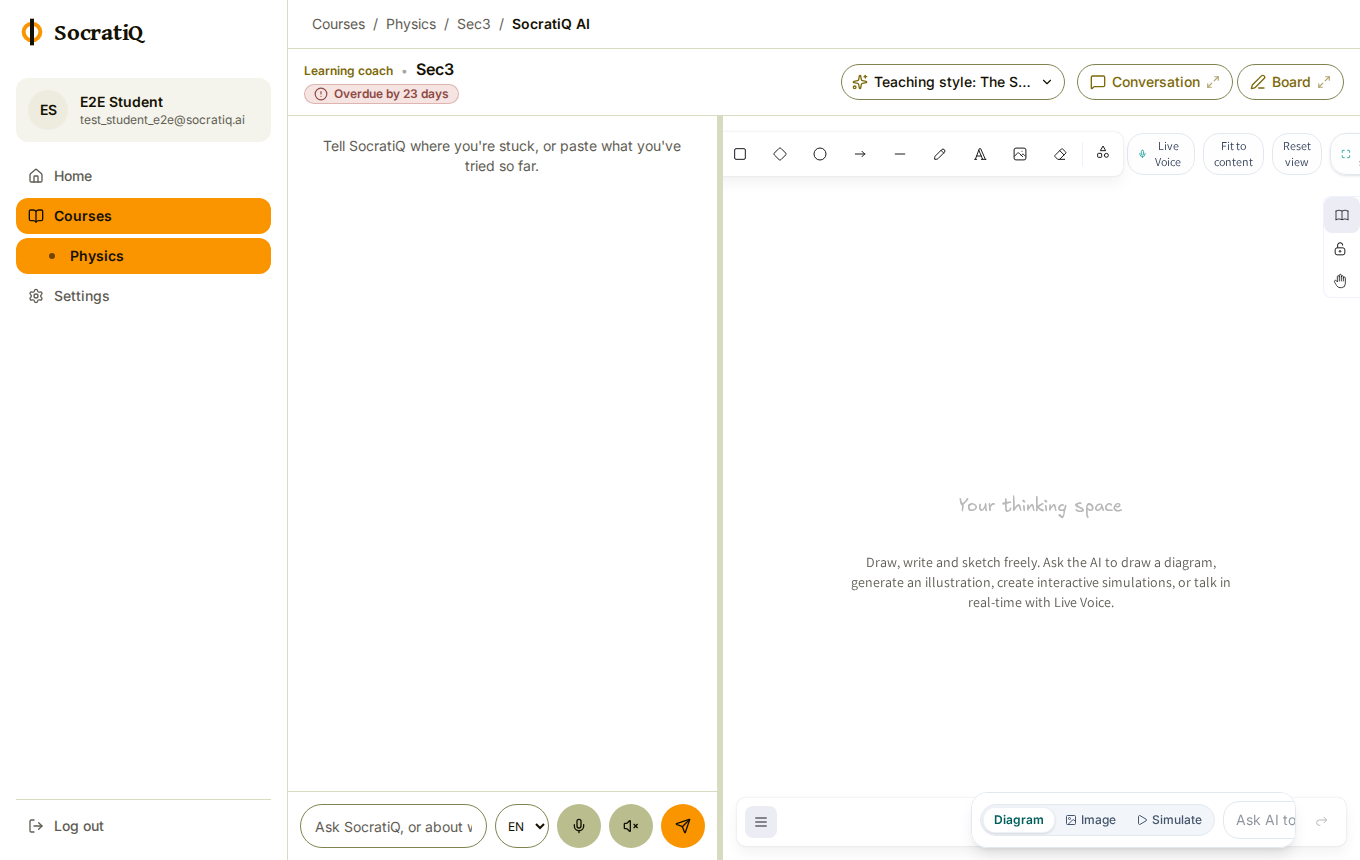 SocratiQ
Courses / Physics / Sec3 / SocratiQ AI
ES
E2E Student
test_student_e2e@socratiq.ai
Home
Courses
Physics
Settings
Log out
Learning coach • Sec3
Overdue by 23 days
Teaching style: The S...
Conversation
Board
Tell SocratiQ where you're stuck, or paste what you've
tried so far.
Live
Voice
Fit to
content
Reset
view
Your thinking space
Draw, write and sketch freely. Ask the AI to draw a diagram,
generate an illustration, create interactive simulations, or talk in
real-time with Live Voice.
Ask SocratiQ, or about
EN
Diagram
Image
Simulate
Ask AI to